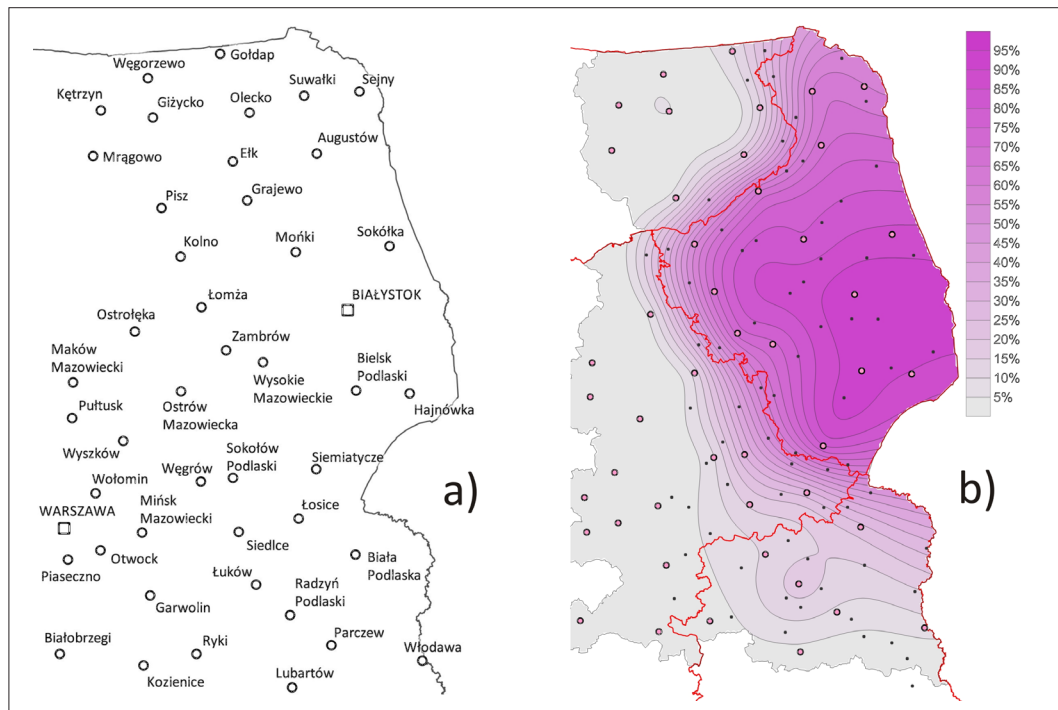 Gołdap
Węgorzewo
Suwałki
Sejny
Kętrzyn
Giżycko
Olecko
Augustów
Mrągowo
Ełk
Grajewo
Pisz
Sokółka
Kolno
Mońki
Łomża
BIAŁYSTOK
Ostrołęka
Zambrów
Maków
Mazowiecki
Wysokie
Mazowieckie
Bielsk
Podlaski
Ostrów
Mazowiecka
Hajnówka
Pułtusk
Wyszków
Sokołów
Podlaski
Siemiatycze
Węgrów
Wołomin
Mińsk
Mazowiecki
Łosice
WARSZAWA
Siedlce
Otwock
Biała
Podlaska
Piaseczno
Łuków
Radzyń
Podlaski
Garwolin
Białobrzegi
Ryki
Parczew
Włodawa
Kozienice
Lubartów
a)
95%
90%
85%
80%
75%
70%
65%
60%
55%
50%
45%
40%
35%
30%
25%
20%
15%
10%
5%
b)